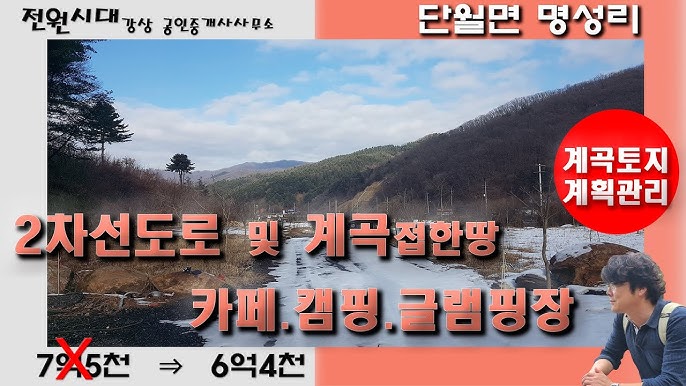 전원시대 강상 공인중개사사무소
단월면 명성리
계곡토지
계획관리
2차선도로 및 계곡접한땅
카페.캠핑.글램핑장
7억5천 ⇒ 6억4천